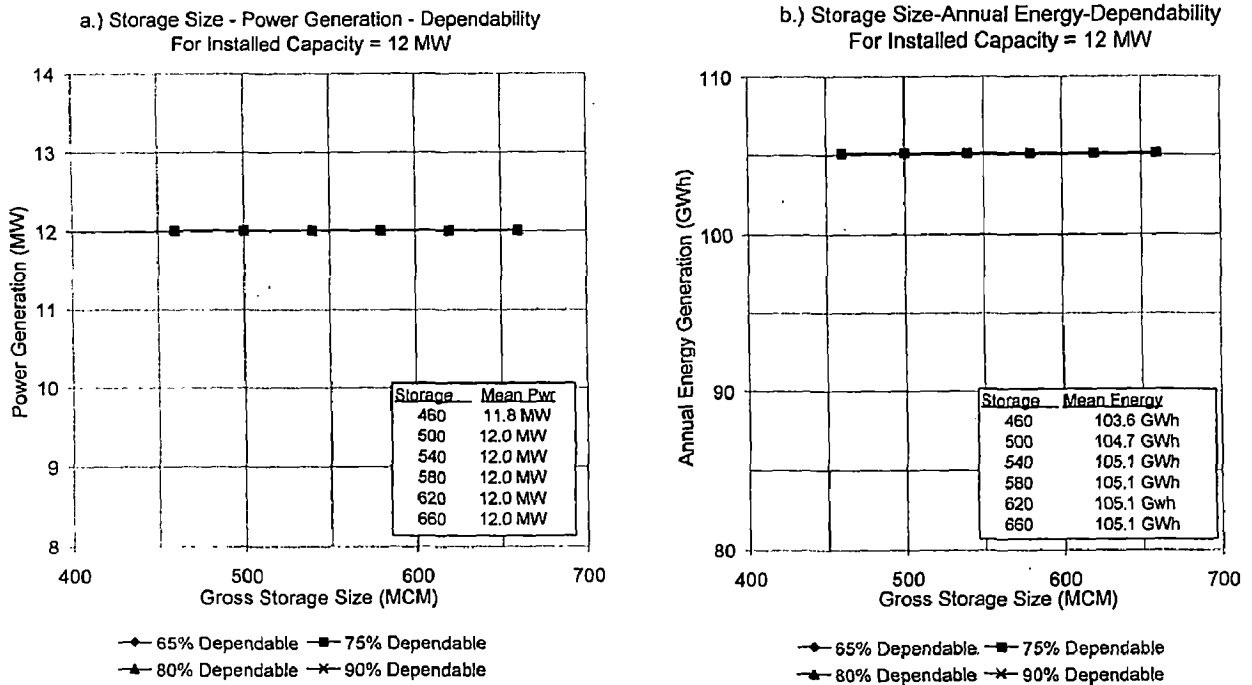 a.) Storage Size - Power Generation - Dependability
For Installed Capacity = 12 MW
14
13
12
11
10
9
8
Power Generation (MW)
Storage Mean Pwr
460 11.8 MW
500 12.0 MW
540 12.0 MW
580 12.0 MW
620 12.0 MW
660 12.0 MW
400 500 600 700
Gross Storage Size (MCM)
65% Dependable 75% Dependable
80% Dependable 90% Dependable
b.) Storage Size-Annual Energy-Dependability
For Installed Capacity = 12 MW
110
100
90
80
Annual Energy Generation (GWh)
Storage Mean Energy
460 103.6 GWh
500 104.7 GWh
540 105.1 GWh
580 105.1 GWh
620 105.1 Gwh
660 105.1 GWh
400 500 600 700
Gross Storage Size (MCM)
65% Dependable 75% Dependable
80% Dependable 90% Dependable